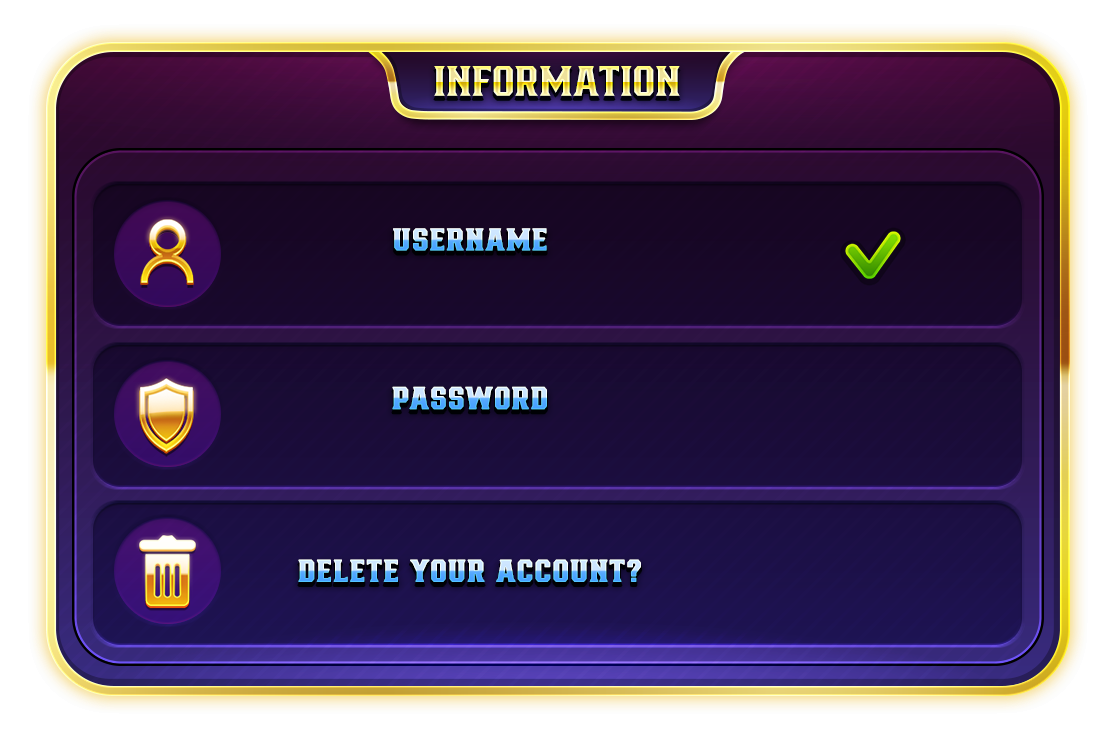 INFORMATION
USERNAME
PASSWORD
DELETE YOUR ACCOUNT?